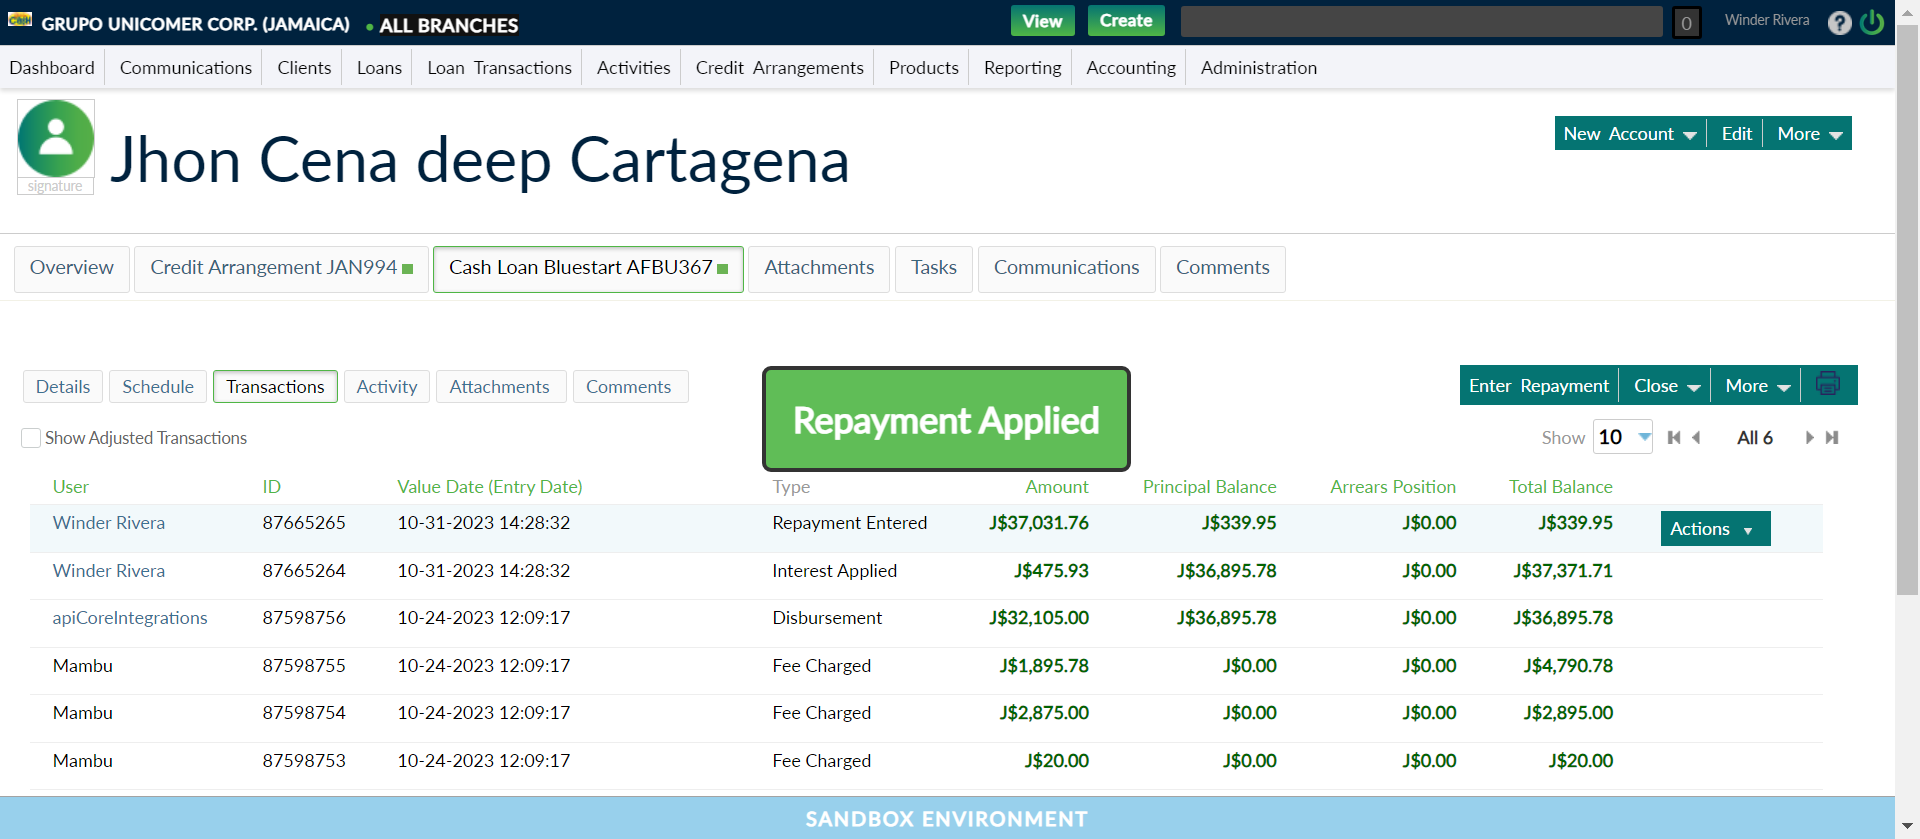 Cash GRUPO UNICOMER CORP. (JAMAICA) ALL BRANCHES View Create 0 Winder Rivera ?
Dashboard Communications Clients Loans Loan Transactions Activities Credit Arrangements Products Reporting Accounting Administration
Jhon Cena deep Cartagena
signature
New Account Edit More
Overview Credit Arrangement JAN994 Cash Loan Bluestart AFBU367 Attachments Tasks Communications Comments
Details Schedule Transactions Activity Attachments Comments
Repayment Applied
Enter Repayment Close More
Show Adjusted Transactions
Show 10 All 6
User ID Value Date (Entry Date) Type Amount Principal Balance Arrears Position Total Balance
Winder Rivera 87665265 10-31-2023 14:28:32 Repayment Entered J$37,031.76 J$339.95 J$0.00 J$339.95 Actions
Winder Rivera 87665264 10-31-2023 14:28:32 Interest Applied J$475.93 J$36,895.78 J$0.00 J$37,371.71
apiCoreIntegrations 87598756 10-24-2023 12:09:17 Disbursement J$32,105.00 J$36,895.78 J$0.00 J$36,895.78
Mambu 87598755 10-24-2023 12:09:17 Fee Charged J$1,895.78 J$0.00 J$0.00 J$4,790.78
Mambu 87598754 10-24-2023 12:09:17 Fee Charged J$2,875.00 J$0.00 J$0.00 J$2,895.00
Mambu 87598753 10-24-2023 12:09:17 Fee Charged J$20.00 J$0.00 J$0.00 J$20.00
SANDBOX ENVIRONMENT